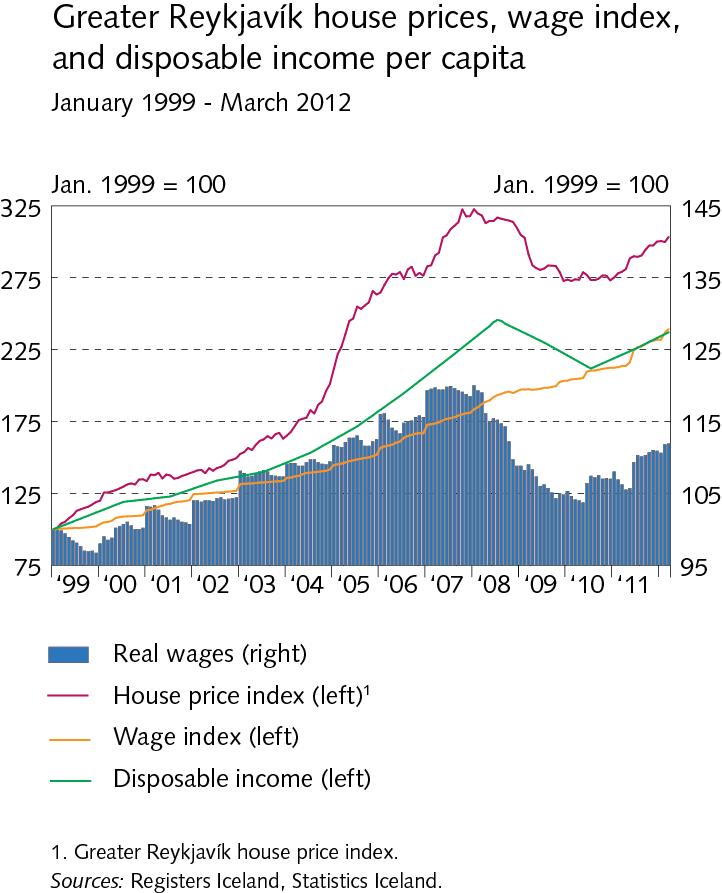 Greater Reykjavík house prices, wage index,
and disposable income per capita
January 1999 - March 2012
Jan. 1999 = 100 Jan. 1999 = 100
325 145
275 135
225 125
175 115
125 105
75 95
‘99 ‘00 ‘01 ‘02 ‘03 ‘04 ‘05 ‘06 ‘07 ‘08 ‘09 ‘10 ‘11
Real wages (right)
House price index (left)¹
Wage index (left)
Disposable income (left)
1. Greater Reykjavík house price index.
Sources: Registers Iceland, Statistics Iceland.